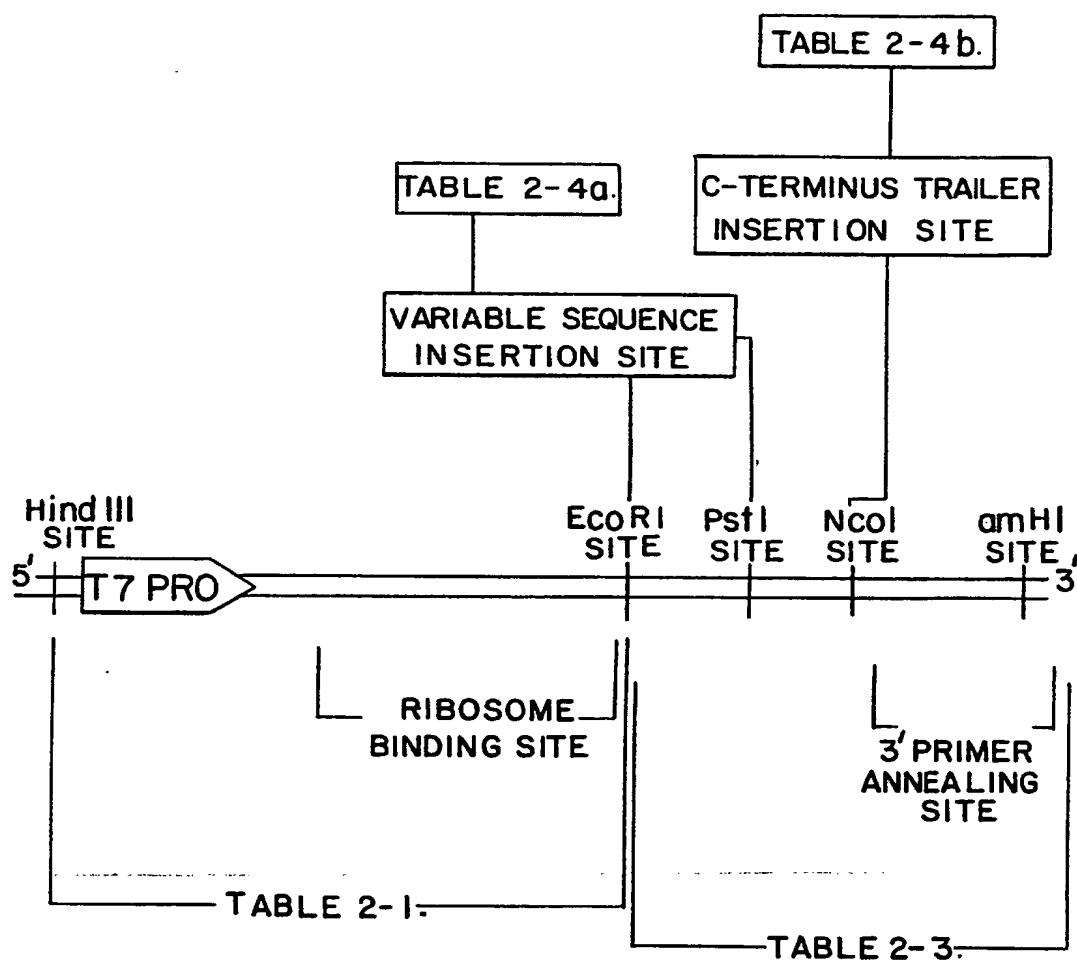 TABLE 2-4b.
C-TERMINUS TRAILER
INSERTION SITE
TABLE 2-4a.
VARIABLE SEQUENCE
INSERTION SITE
Hind III
SITE
EcoRI
SITE
PstI
SITE
NcoI
SITE
amHI
SITE
5'
T7 PRO
3'
RIBOSOME
BINDING SITE
3' PRIMER
ANNEALING
SITE
TABLE 2-1.
TABLE 2-3.